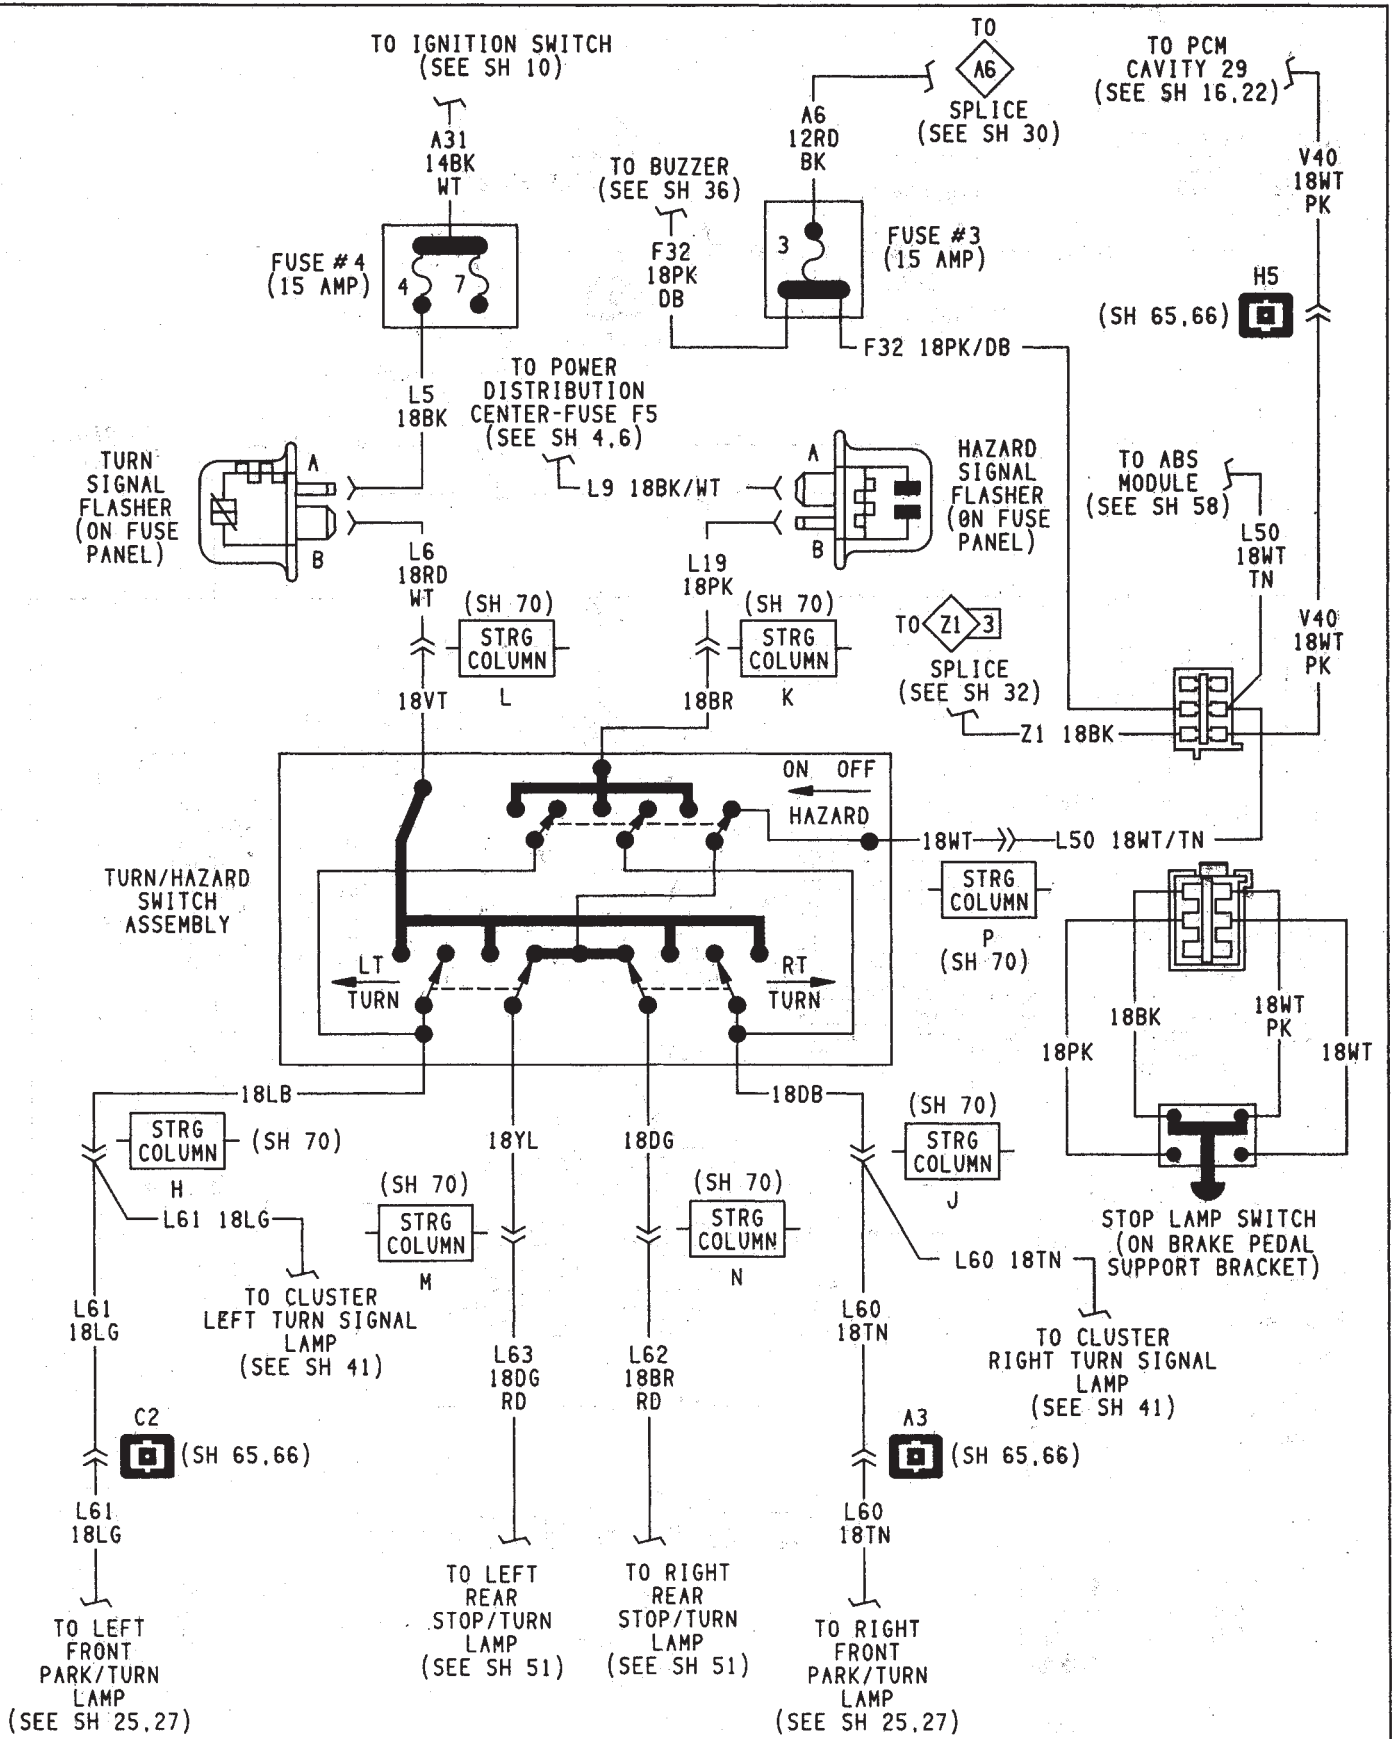 TO IGNITION SWITCH
(SEE SH 10)
A31
14BK
WT
TO
A6
SPLICE
(SEE SH 30)
A6
12RD
BK
TO PCM
CAVITY 29
(SEE SH 16,22)
V40
18WT
PK
TO BUZZER
(SEE SH 36)
F32
18PK
DB
FUSE #4
(15 AMP)
4
7
3
FUSE #3
(15 AMP)
H5
(SH 65,66)
F32 18PK/DB
L5
18BK
TO POWER
DISTRIBUTION
CENTER-FUSE F5
(SEE SH 4,6)
L9 18BK/WT
TURN
SIGNAL
FLASHER
(ON FUSE
PANEL)
A
B
A
B
HAZARD
SIGNAL
FLASHER
(ON FUSE
PANEL)
TO ABS
MODULE
(SEE SH 58)
L50
18WT
TN
L6
18RD
WT
L19
18PK
(SH 70)
STRG
COLUMN
L
(SH 70)
STRG
COLUMN
K
TO Z1 3
SPLICE
(SEE SH 32)
V40
18WT
PK
18VT
18BR
Z1 18BK
ON OFF
HAZARD
18WT
L50 18WT/TN
STRG
COLUMN
P
(SH 70)
TURN/HAZARD
SWITCH
ASSEMBLY
LT
TURN
RT
TURN
18BK
18WT
PK
18PK
18WT
18LB
18DB
STRG
COLUMN
(SH 70)
H
18YL
18DG
(SH 70)
STRG
COLUMN
J
L61 18LG
(SH 70)
STRG
COLUMN
M
(SH 70)
STRG
COLUMN
N
STOP LAMP SWITCH
(ON BRAKE PEDAL
SUPPORT BRACKET)
L60 18TN
TO CLUSTER
LEFT TURN SIGNAL
LAMP
(SEE SH 41)
L61
18LG
L63
18DG
RD
L62
18BR
RD
L60
18TN
TO CLUSTER
RIGHT TURN SIGNAL
LAMP
(SEE SH 41)
C2
(SH 65,66)
A3
(SH 65,66)
L61
18LG
L60
18TN
TO LEFT
FRONT
PARK/TURN
LAMP
(SEE SH 25,27)
TO LEFT
REAR
STOP/TURN
LAMP
(SEE SH 51)
TO RIGHT
REAR
STOP/TURN
LAMP
(SEE SH 51)
TO RIGHT
FRONT
PARK/TURN
LAMP
(SEE SH 25,27)